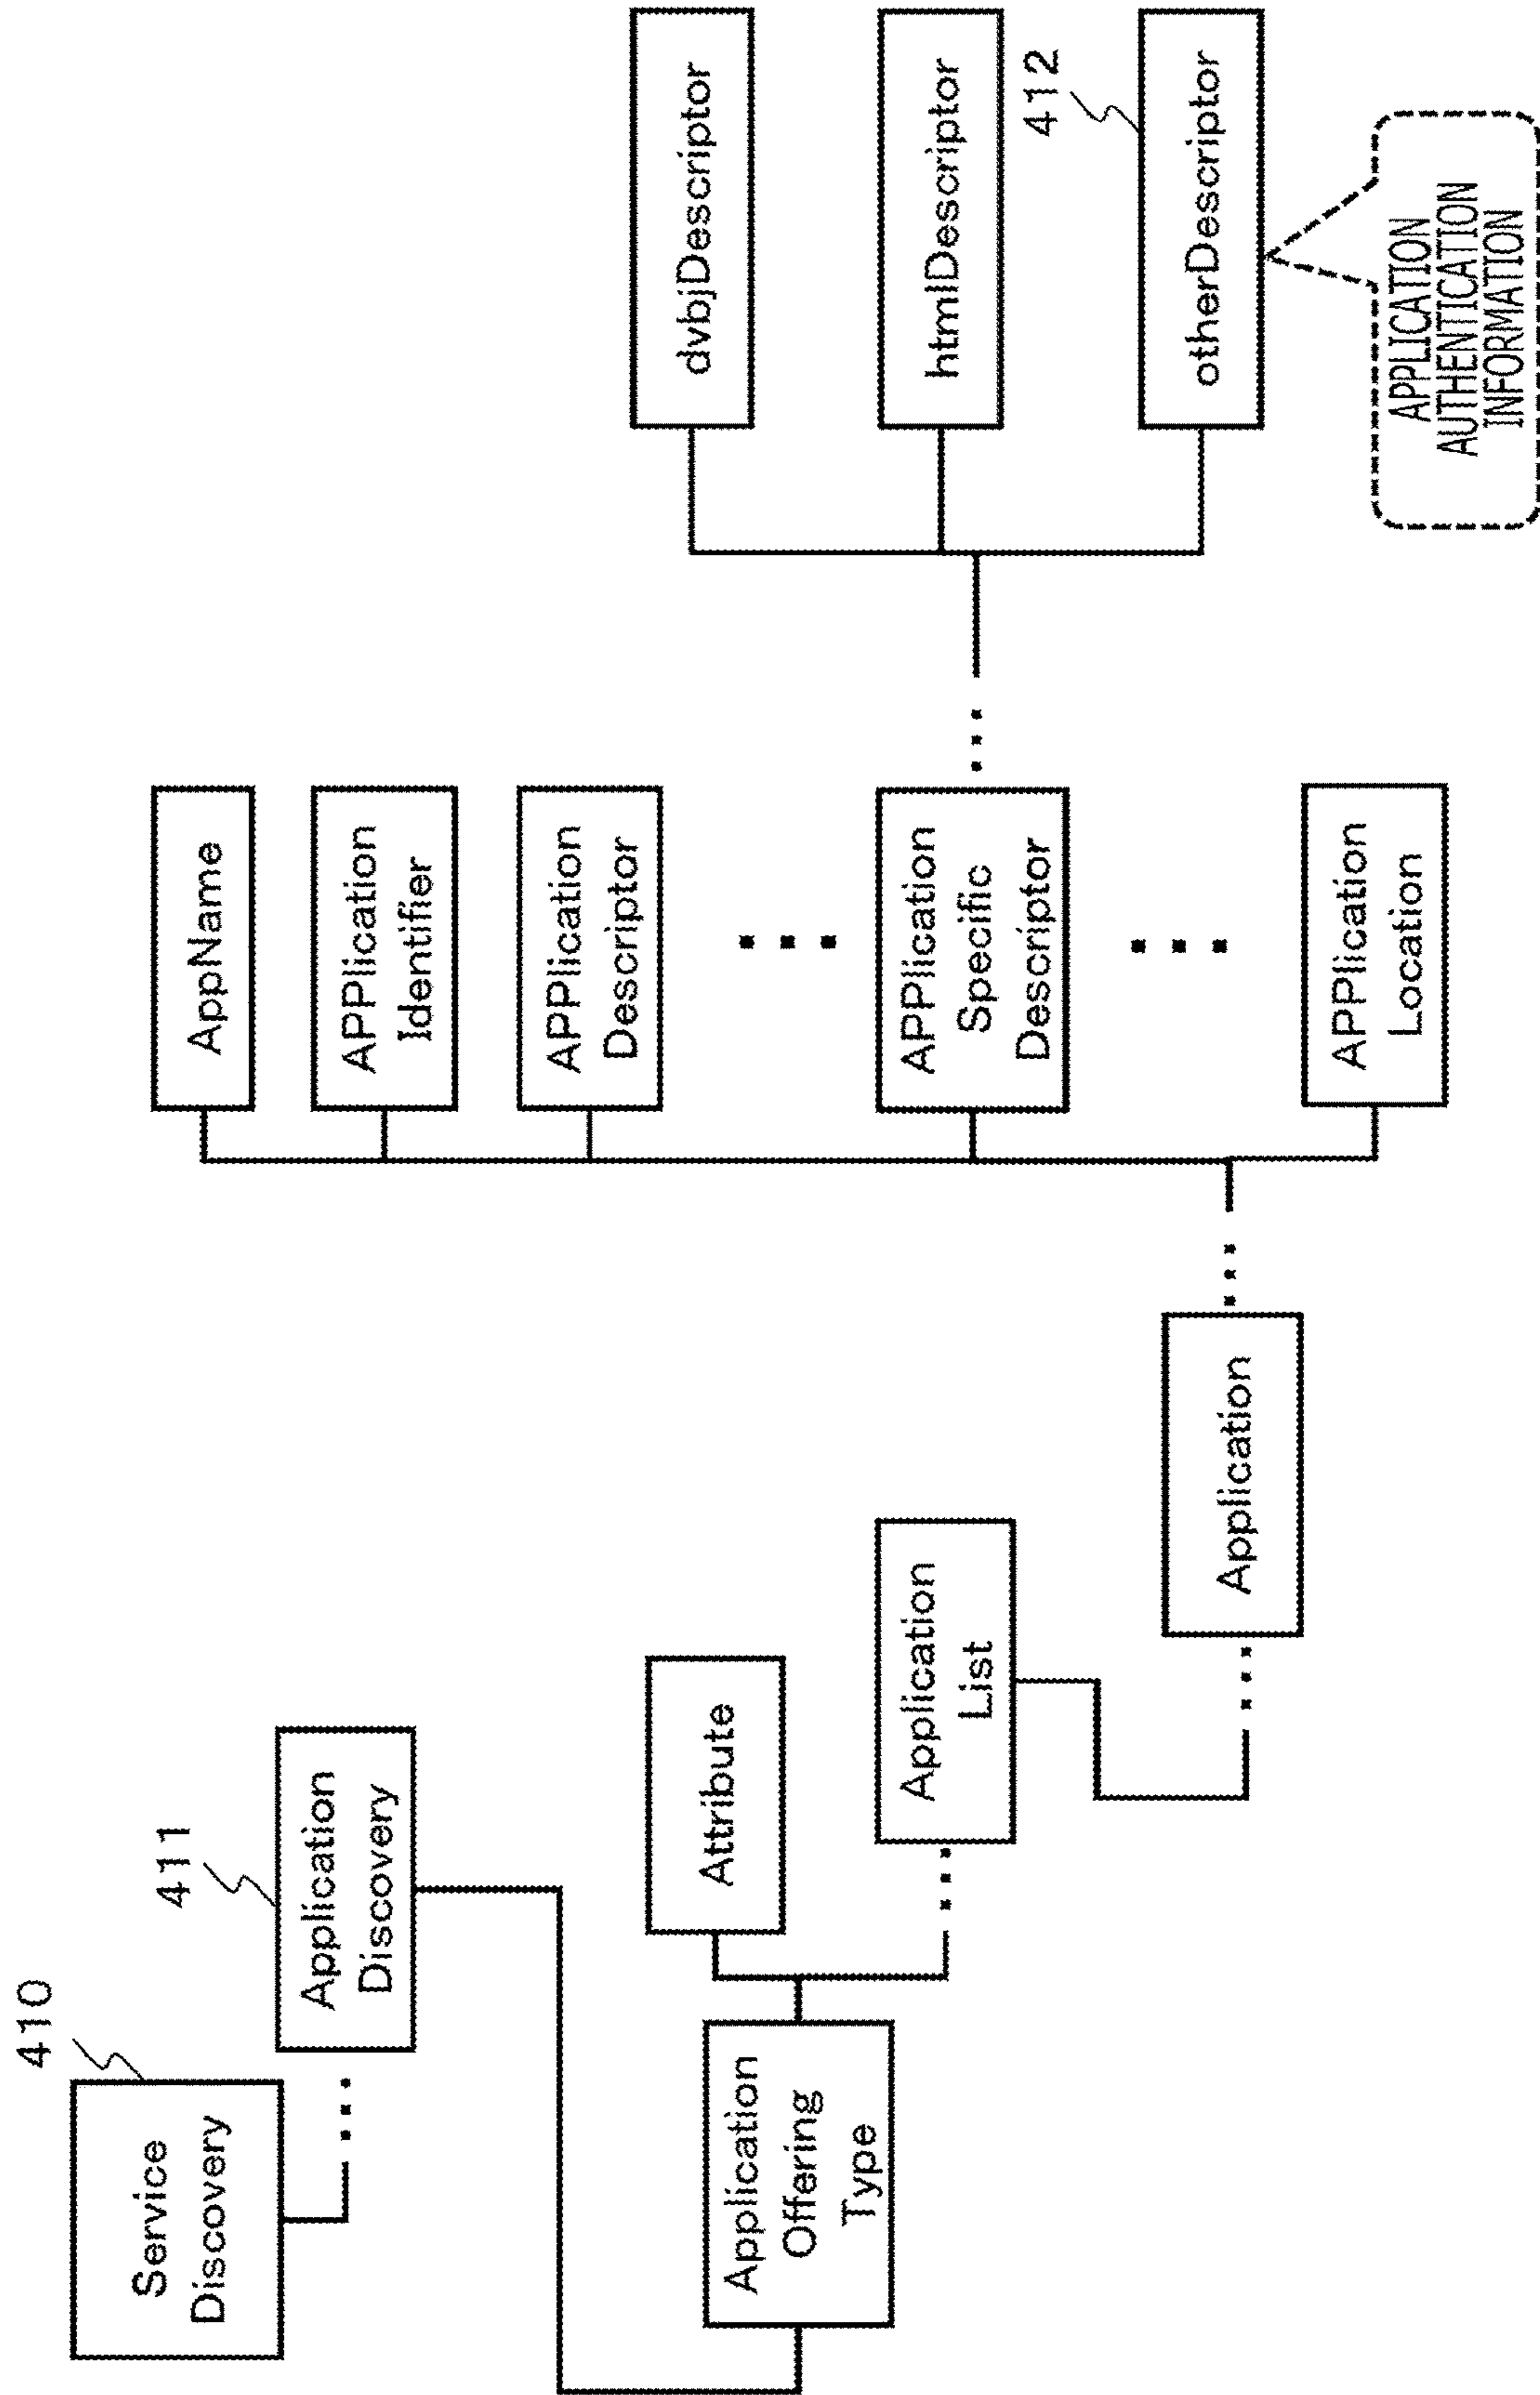 410
Service
Discovery
411
Application
Discovery
Application
Offering
Type
Attribute
Application
List
Application
AppName
APPlication
Identifier
APPlication
Descriptor
APPlication
Specific
Descriptor
APPlication
Location
dvbjDescriptor
htmlDescriptor
412
otherDescriptor
APPLICATION
AUTHENTICATION
INFORMATION